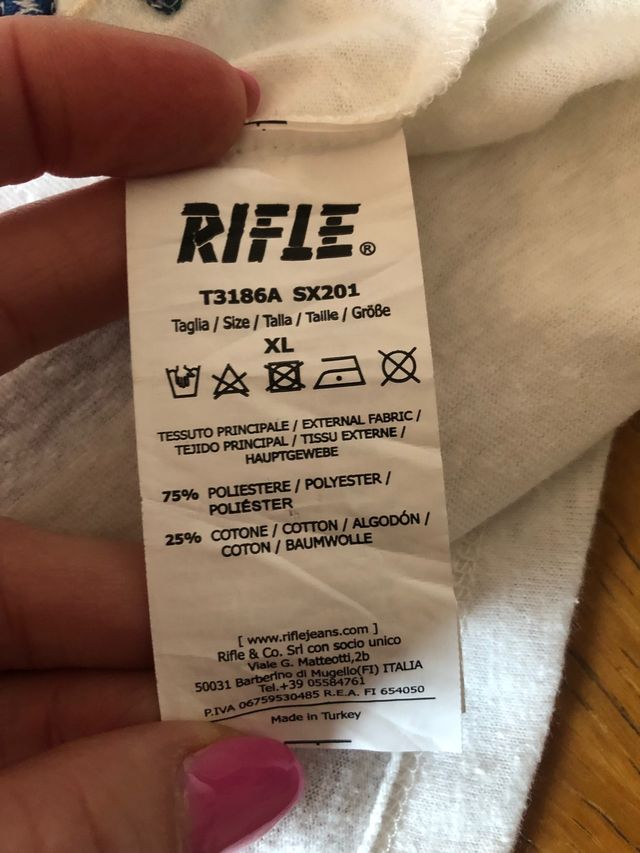 RIFLE®
T3186A SX201
Taglia / Size / Talla / Taille / Größe
XL
TESSUTO PRINCIPALE / EXTERNAL FABRIC /
TEJIDO PRINCIPAL / TISSU EXTERNE /
HAUPTGEWEBE
75% POLIESTERE / POLYESTER /
POLIÉSTER
25% COTONE / COTTON / ALGODÓN /
COTON / BAUMWOLLE
[ www.riflejeans.com ]
Rifle & Co. Srl con socio unico
Viale G. Matteotti,2b
50031 Barberino di Mugello(FI) ITALIA
Tel.+39 05584761
P.IVA 06759530485 R.E.A. FI 654050
Made in Turkey